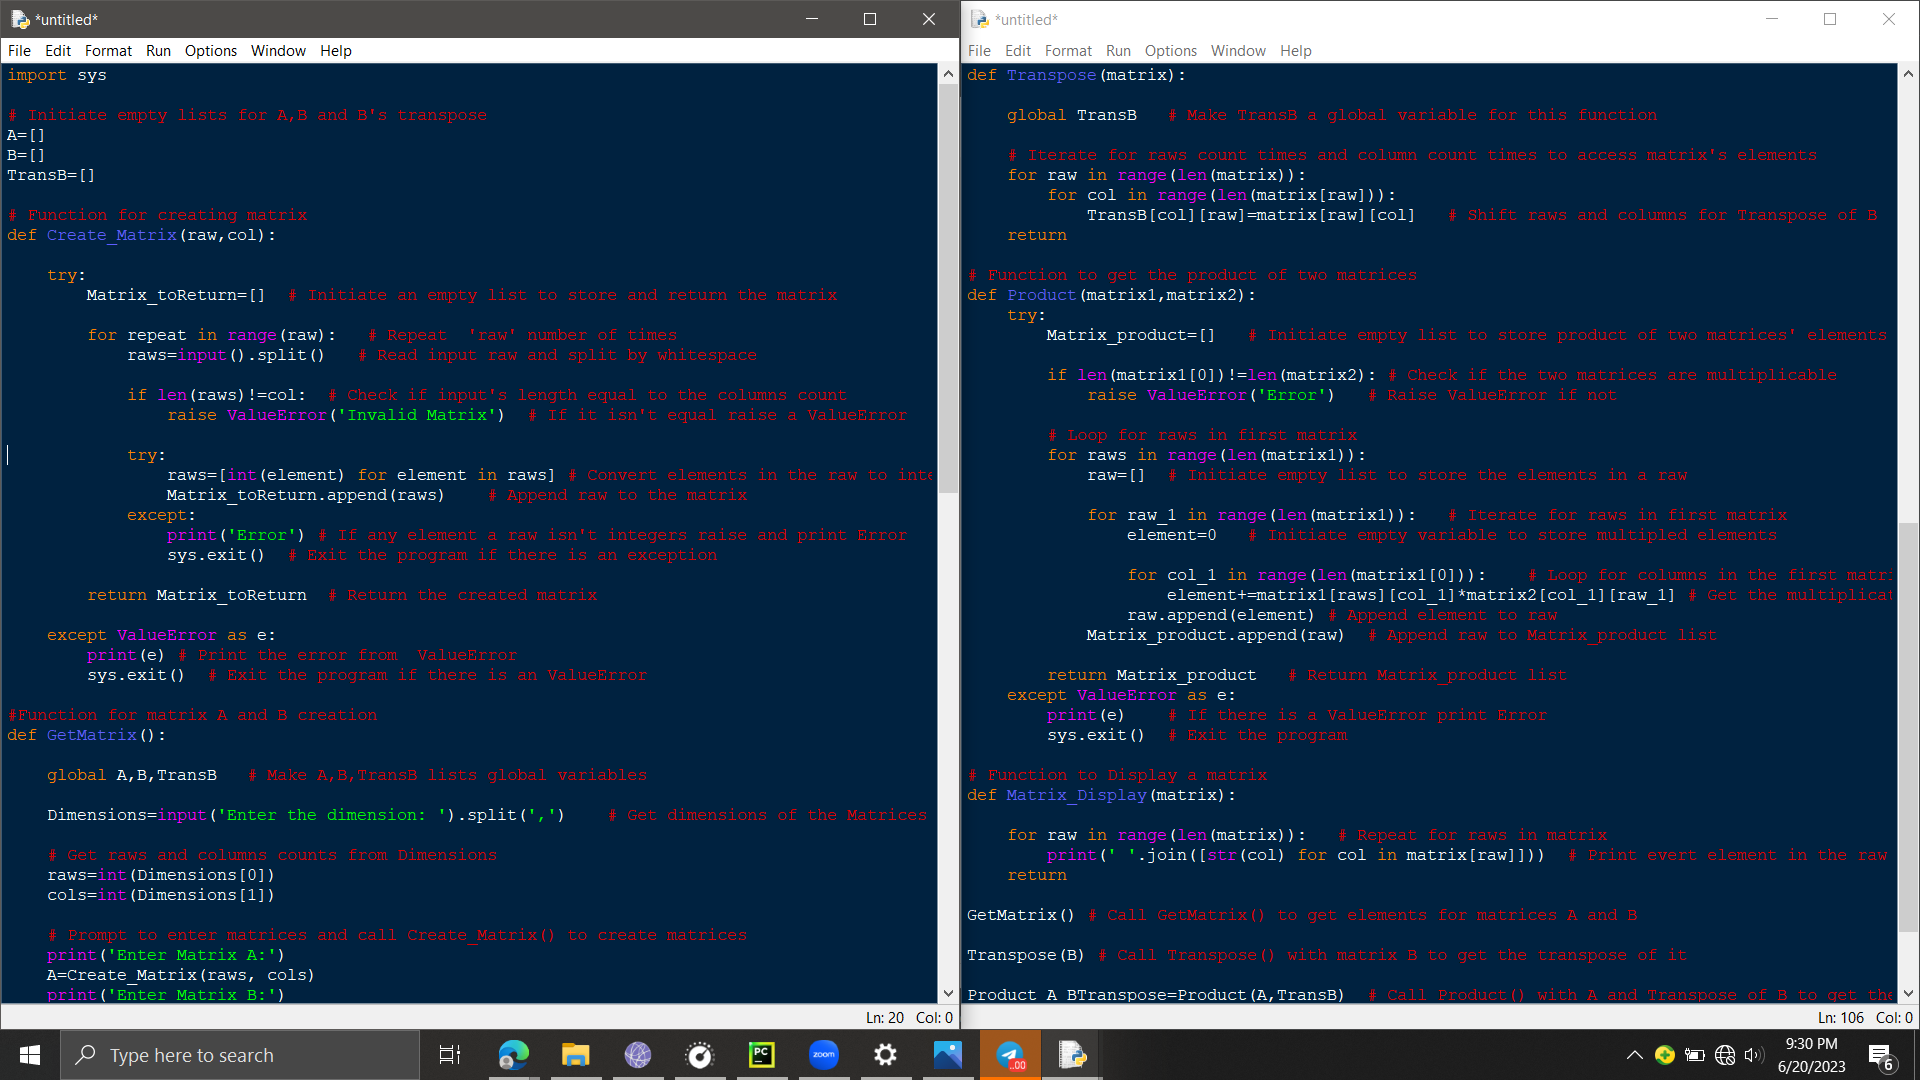 *untitled*
File Edit Format Run Options Window Help
import sys
# Initiate empty lists for A,B and B's transpose
A=[]
B=[]
TransB=[]
# Function for creating matrix
def Create_Matrix(raw,col):
try:
Matrix_toReturn=[] # Initiate an empty list to store and return the matrix
for repeat in range(raw): # Repeat 'raw' number of times
raws=input().split() # Read input raw and split by whitespace
if len(raws)!=col: # Check if input's length equal to the columns count
raise ValueError('Invalid Matrix') # If it isn't equal raise a ValueError
try:
raws=[int(element) for element in raws] # Convert elements in the raw to inte
Matrix_toReturn.append(raws) # Append raw to the matrix
except:
print('Error') # If any element a raw isn't integers raise and print Error
sys.exit() # Exit the program if there is an exception
return Matrix_toReturn # Return the created matrix
except ValueError as e:
print(e) # Print the error from ValueError
sys.exit() # Exit the program if there is an ValueError
#Function for matrix A and B creation
def GetMatrix():
global A,B,TransB # Make A,B,TransB lists global variables
Dimensions=input('Enter the dimension: ').split(',') # Get dimensions of the Matrices
# Get raws and columns counts from Dimensions
raws=int(Dimensions[0])
cols=int(Dimensions[1])
# Prompt to enter matrices and call Create_Matrix() to create matrices
print('Enter Matrix A:')
A=Create_Matrix(raws, cols)
print('Enter Matrix B:')
Ln: 20 Col: 0
*untitled*
File Edit Format Run Options Window Help
def Transpose(matrix):
global TransB # Make TransB a global variable for this function
# Iterate for raws count times and column count times to access matrix's elements
for raw in range(len(matrix)):
for col in range(len(matrix[raw])):
TransB[col][raw]=matrix[raw][col] # Shift raws and columns for Transpose of B
return
# Function to get the product of two matrices
def Product(matrix1,matrix2):
try:
Matrix_product=[] # Initiate empty list to store product of two matrices' elements
if len(matrix1[0])!=len(matrix2): # Check if the two matrices are multiplicable
raise ValueError('Error') # Raise ValueError if not
# Loop for raws in first matrix
for raws in range(len(matrix1)):
raw=[] # Initiate empty list to store the elements in a raw
for raw_1 in range(len(matrix1)): # Iterate for raws in first matrix
element=0 # Initiate empty variable to store multipled elements
for col_1 in range(len(matrix1[0])): # Loop for columns in the first matri
element+=matrix1[raws][col_1]*matrix2[col_1][raw_1] # Get the multiplicat
raw.append(element) # Append element to raw
Matrix_product.append(raw) # Append raw to Matrix_product list
return Matrix_product # Return Matrix_product list
except ValueError as e:
print(e) # If there is a ValueError print Error
sys.exit() # Exit the program
# Function to Display a matrix
def Matrix_Display(matrix):
for raw in range(len(matrix)): # Repeat for raws in matrix
print(' '.join([str(col) for col in matrix[raw]])) # Print evert element in the raw
return
GetMatrix() # Call GetMatrix() to get elements for matrices A and B
Transpose(B) # Call Transpose() with matrix B to get the transpose of it
Product_A_BTranspose=Product(A,TransB) # Call Product() with A and Transpose of B to get the
Ln: 106 Col: 0
Type here to search
PC
zoom
.00
9:30 PM
6/20/2023
6